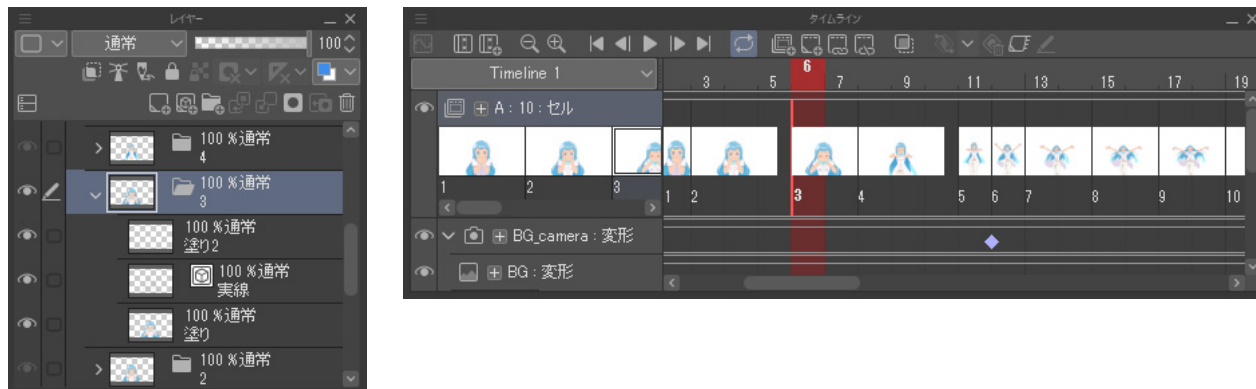 レイヤー
通常
100
100 %通常
4
100 %通常
3
100 %通常
塗り2
100 %通常
実線
100 %通常
塗り
100 %通常
2
タイムライン
Timeline 1
3 5 6 7 9 11 13 15 17 19
A : 10 : セル
1 2 3 1 2 3 4 5 6 7 8 9 10
BG_camera : 変形
BG : 変形